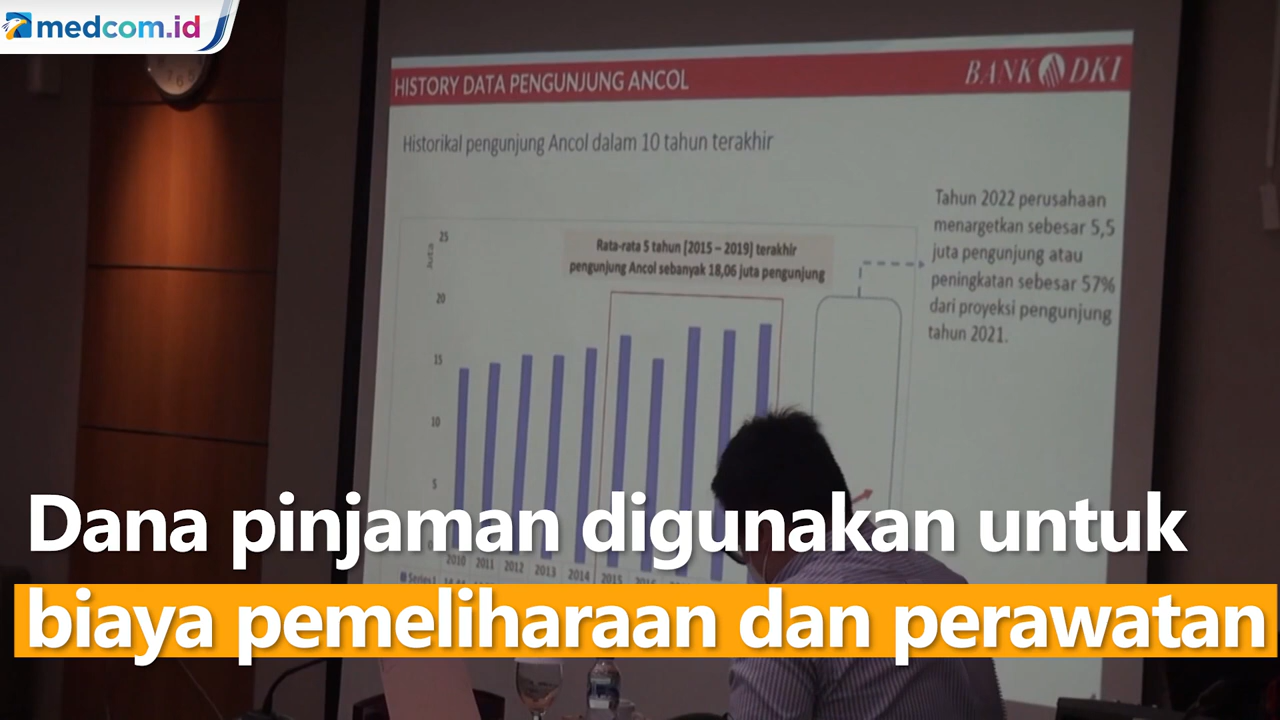 medcom.id
HISTORY DATA PENGUNJUNG ANCOL
BANK DKI
Historikal pengunjung Ancol dalam 10 tahun terakhir
Tahun 2022 perusahaan
menargetkan sebesar 5,5
juta pengunjung atau
peningkatan sebesar 57%
dari proyeksi pengunjung
tahun 2021.
Rata-rata 5 tahun (2015 – 2019) terakhir
pengunjung Ancol sebanyak 18,06 juta pengunjung
Juta
25
20
15
10
5
2010 2011 2012 2013 2014 2015
Series1
Dana pinjaman digunakan untuk
biaya pemeliharaan dan perawatan